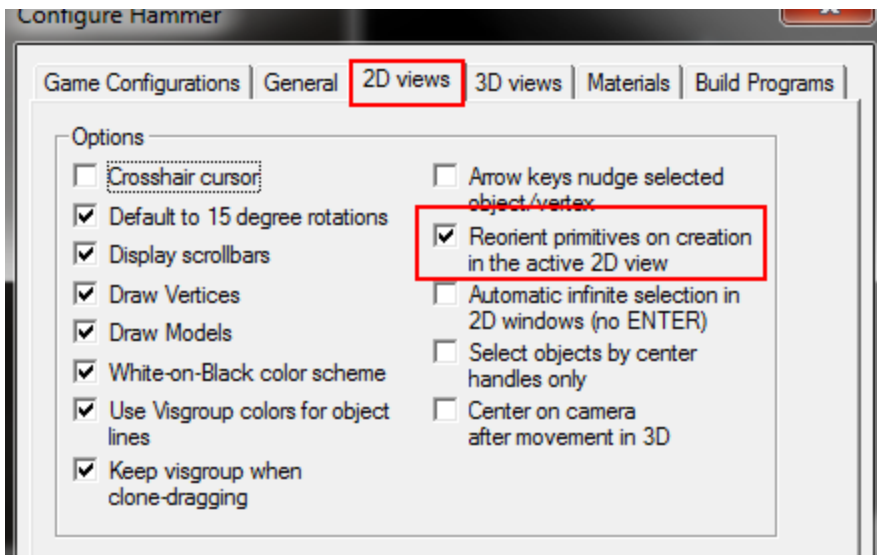 Configure Hammer
Game Configurations General 2D views 3D views Materials Build Programs
Options
Crosshair cursor
Default to 15 degree rotations
Display scrollbars
Draw Vertices
Draw Models
White-on-Black color scheme
Use Visgroup colors for object
lines
Keep visgroup when
clone-dragging
Arrow keys nudge selected
object/vertex
Reorient primitives on creation
in the active 2D view
Automatic infinite selection in
2D windows (no ENTER)
Select objects by center
handles only
Center on camera
after movement in 3D